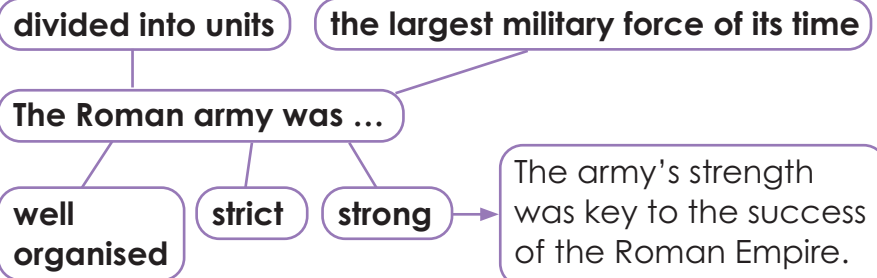 divided into units
the largest military force of its time
The Roman army was …
well
organised
strict
strong
The army’s strength
was key to the success
of the Roman Empire.